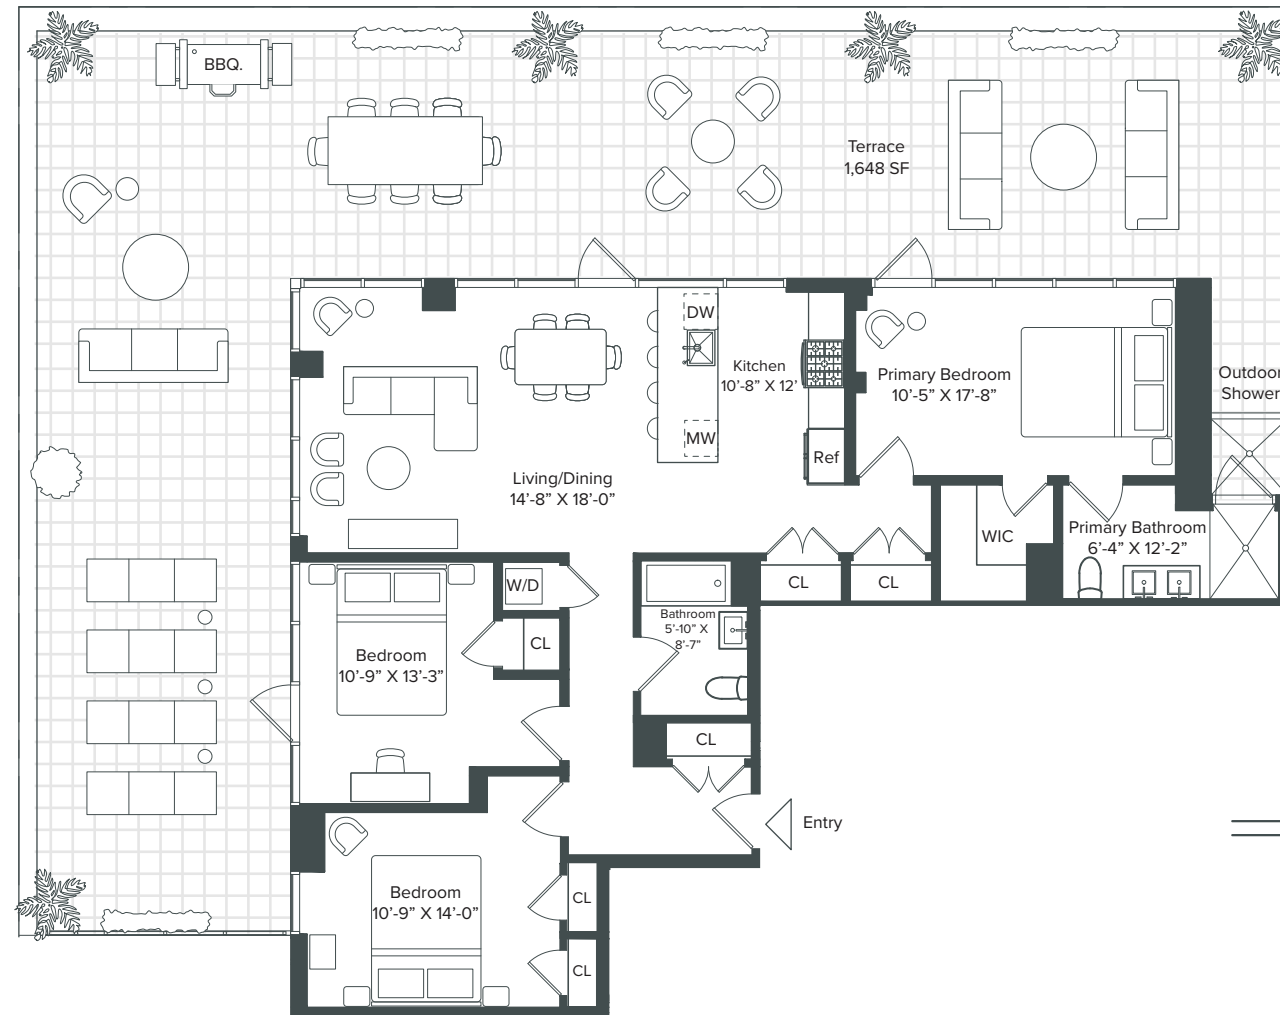 BBQ.
Terrace
1,648 SF
DW
Kitchen
10'-8" X 12'
MW
Ref
Primary Bedroom
10'-5" X 17'-8"
Outdoor
Shower
Living/Dining
14'-8" X 18'-0"
WIC
Primary Bathroom
6'-4" X 12'-2"
CL
CL
W/D
CL
Bathroom
5'-10" X
8'-7"
Bedroom
10'-9" X 13'-3"
CL
Entry
Bedroom
10'-9" X 14'-0"
CL
CL